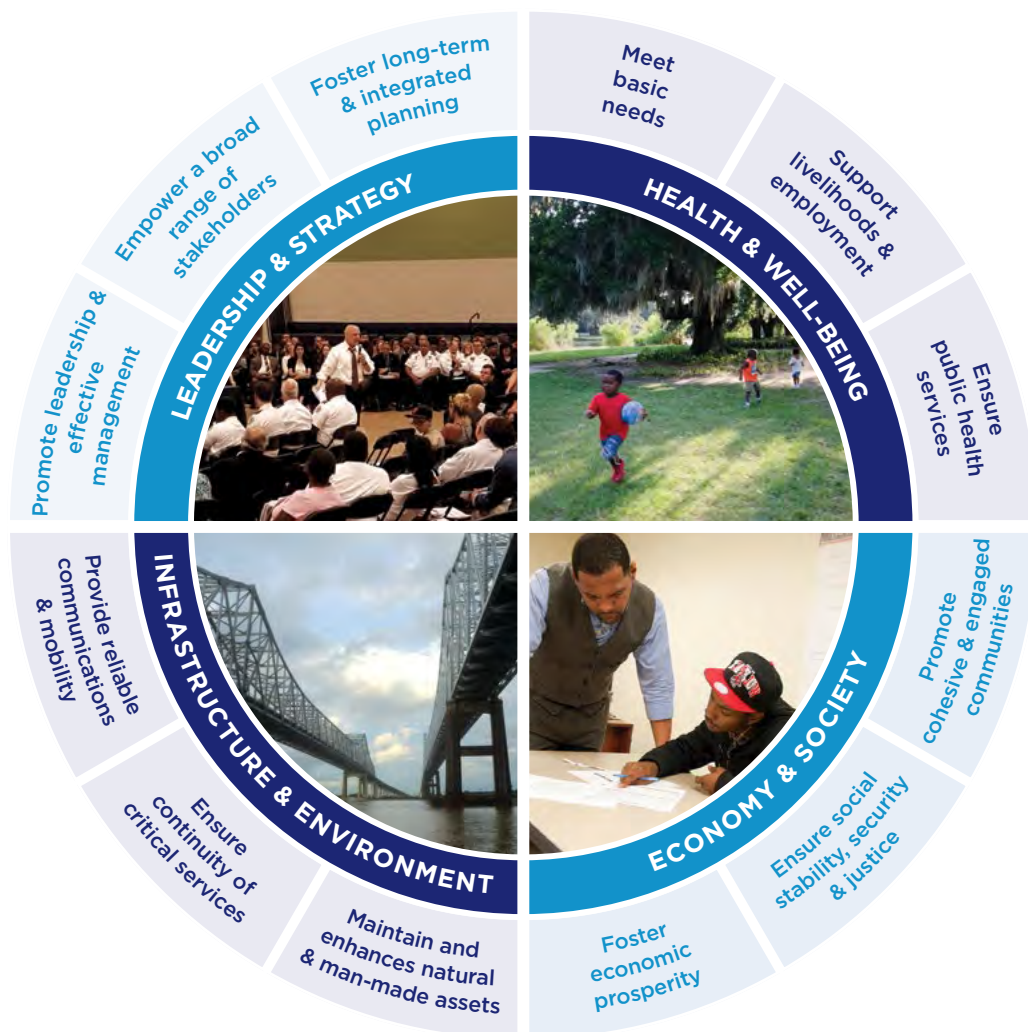 Foster long-term
& integrated
planning
Empower a broad
range of
stakeholders
Promote leadership &
effective
management
LEADERSHIP & STRATEGY
Meet
basic
needs
Support
livelihoods &
employment
Ensure
public health
services
HEALTH & WELL-BEING
Provide reliable
communications
& mobility
Ensure
continuity of
critical services
Maintain and
enhances natural
& man-made assets
INFRASTRUCTURE & ENVIRONMENT
Promote
cohesive & engaged
communities
Ensure social
stability, security
& justice
Foster
economic
prosperity
ECONOMY & SOCIETY